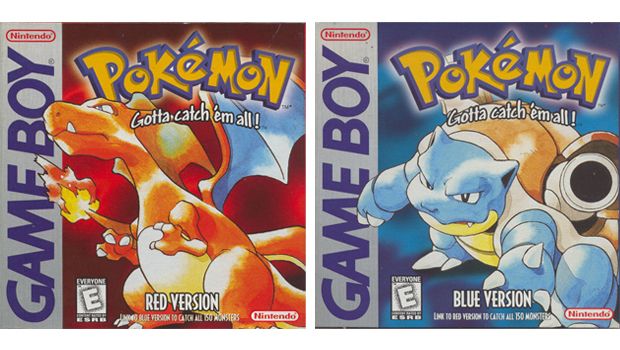 Nintendo
GAME BOY
POKéMON
TM
Gotta catch 'em all!
EVERYONE
E
ESRB
RED VERSION
LINK TO BLUE VERSION TO CATCH ALL 150 MONSTERS
Nintendo
Nintendo
GAME BOY
POKéMON
TM
Gotta catch 'em all!
EVERYONE
E
ESRB
BLUE VERSION
LINK TO RED VERSION TO CATCH ALL 150 MONSTERS
Nintendo